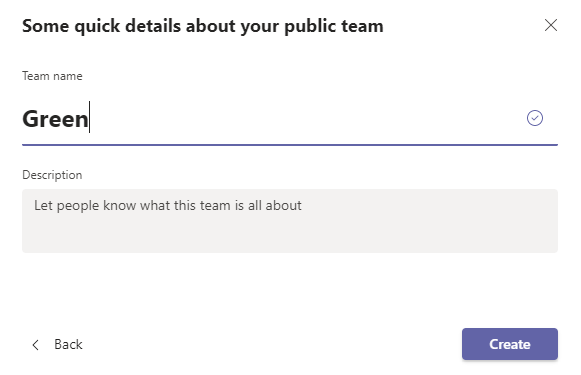 Some quick details about your public team
Team name
Green
Description
Let people know what this team is all about
Back
Create